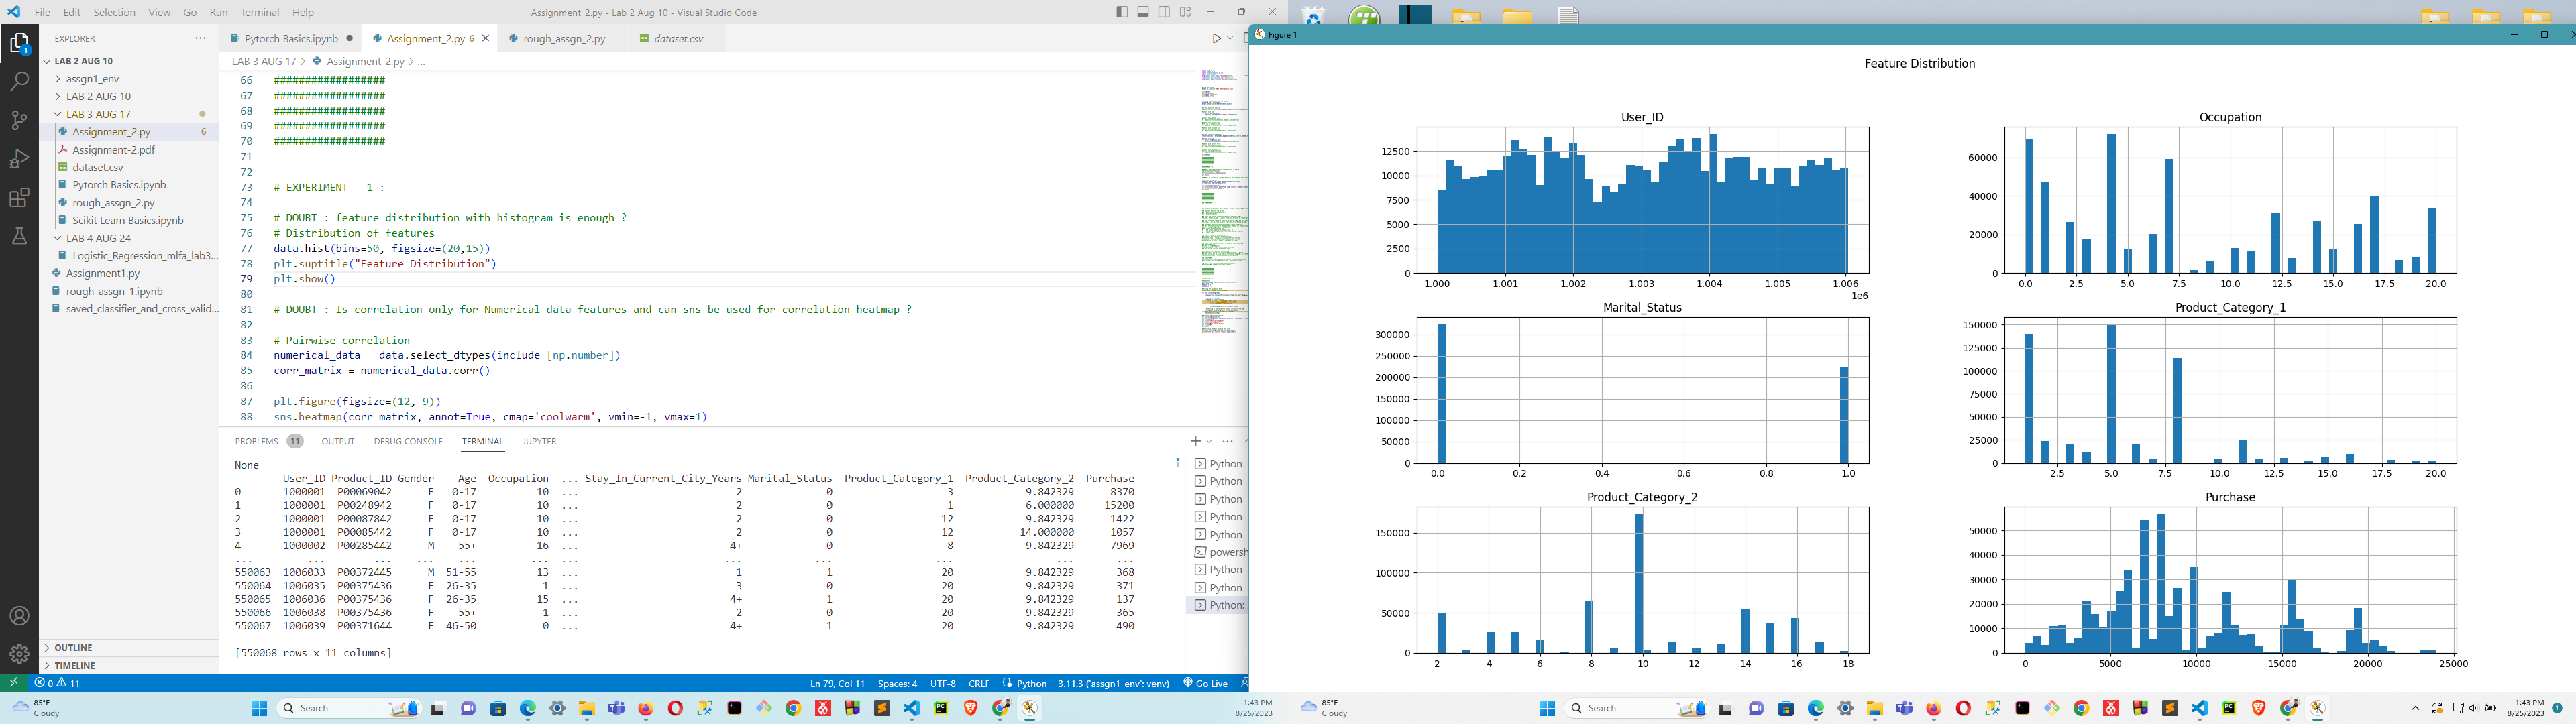 File Edit Selection View Go Run Terminal Help
Assignment_2.py - Lab 2 Aug 10 - Visual Studio Code
EXPLORER ...
LAB 2 AUG 10
assgn1_env
LAB 2 AUG 10
LAB 3 AUG 17
Assignment_2.py 6
Assignment-2.pdf
dataset.csv
Pytorch Basics.ipynb
rough_assgn_2.py
Scikit Learn Basics.ipynb
LAB 4 AUG 24
Logistic_Regression_mlfa_lab3...
Assignment1.py
rough_assgn_1.ipynb
saved_classifier_and_cross_valid...
OUTLINE
TIMELINE
Pytorch Basics.ipynb
Assignment_2.py 6
rough_assgn_2.py
dataset.csv
LAB 3 AUG 17 > Assignment_2.py > ...
66 ##################
67 ##################
68 ##################
69 ##################
70 ##################
71
72
73 # EXPERIMENT - 1 :
74
75 # DOUBT : feature distribution with histogram is enough ?
76 # Distribution of features
77 data.hist(bins=50, figsize=(20,15))
78 plt.suptitle("Feature Distribution")
79 plt.show()
80
81 # DOUBT : Is correlation only for Numerical data features and can sns be used for correlation heatmap ?
82
83 # Pairwise correlation
84 numerical_data = data.select_dtypes(include=[np.number])
85 corr_matrix = numerical_data.corr()
86
87 plt.figure(figsize=(12, 9))
88 sns.heatmap(corr_matrix, annot=True, cmap='coolwarm', vmin=-1, vmax=1)
PROBLEMS 11 OUTPUT DEBUG CONSOLE TERMINAL JUPYTER
None
User_ID Product_ID Gender Age Occupation ... Stay_In_Current_City_Years Marital_Status Product_Category_1 Product_Category_2 Purchase
0 1000001 P00069042 F 0-17 10 ... 2 0 3 9.842329 8370
1 1000001 P00248942 F 0-17 10 ... 2 0 1 6.000000 15200
2 1000001 P00087842 F 0-17 10 ... 2 0 12 9.842329 1422
3 1000001 P00085442 F 0-17 10 ... 2 0 12 14.000000 1057
4 1000002 P00285442 M 55+ 16 ... 4+ 0 8 9.842329 7969
... ... ... ... ... ... ... ... ... ... ... ...
550063 1006033 P00372445 M 51-55 13 ... 1 1 20 9.842329 368
550064 1006035 P00375436 F 26-35 1 ... 3 0 20 9.842329 371
550065 1006036 P00375436 F 26-35 15 ... 4+ 1 20 9.842329 137
550066 1006038 P00375436 F 55+ 1 ... 2 0 20 9.842329 365
550067 1006039 P00371644 F 46-50 0 ... 4+ 1 20 9.842329 490
[550068 rows x 11 columns]
Python
Python
Python
Python
Python
powersh
Python
Python
Python: .
0 11
Ln 79, Col 11 Spaces: 4 UTF-8 CRLF Python 3.11.3 ('assgn1_env': venv) Go Live
85°F
Cloudy
Search
1:43 PM
8/25/2023
Figure 1
Feature Distribution
User_ID
12500
10000
7500
5000
2500
0
1.000 1.001 1.002 1.003 1.004 1.005 1.006
1e6
Occupation
60000
40000
20000
0
0.0 2.5 5.0 7.5 10.0 12.5 15.0 17.5 20.0
Marital_Status
300000
250000
200000
150000
100000
50000
0
0.0 0.2 0.4 0.6 0.8 1.0
Product_Category_1
150000
125000
100000
75000
50000
25000
0
2.5 5.0 7.5 10.0 12.5 15.0 17.5 20.0
Product_Category_2
150000
100000
50000
0
2 4 6 8 10 12 14 16 18
Purchase
50000
40000
30000
20000
10000
0
0 5000 10000 15000 20000 25000
85°F
Cloudy
Search
1:43 PM
8/25/2023
1